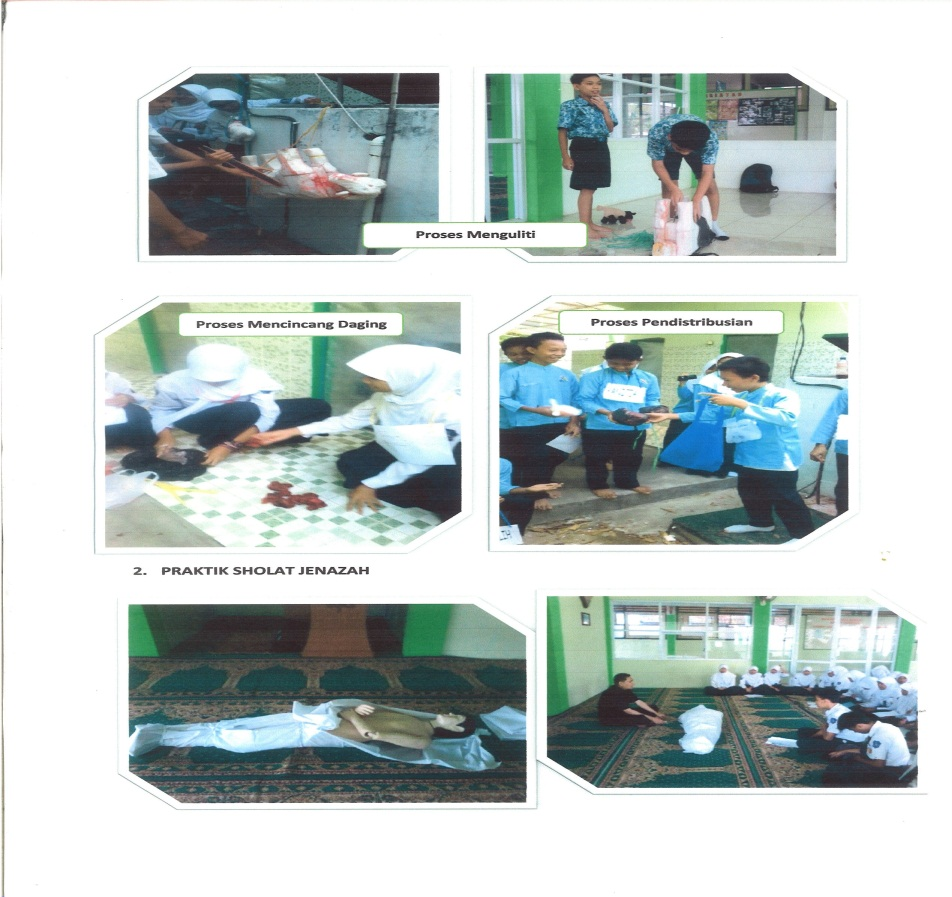 Proses Menguliti
Proses Mencincang Daging
Proses Pendistribusian
2. PRAKTIK SHOLAT JENAZAH